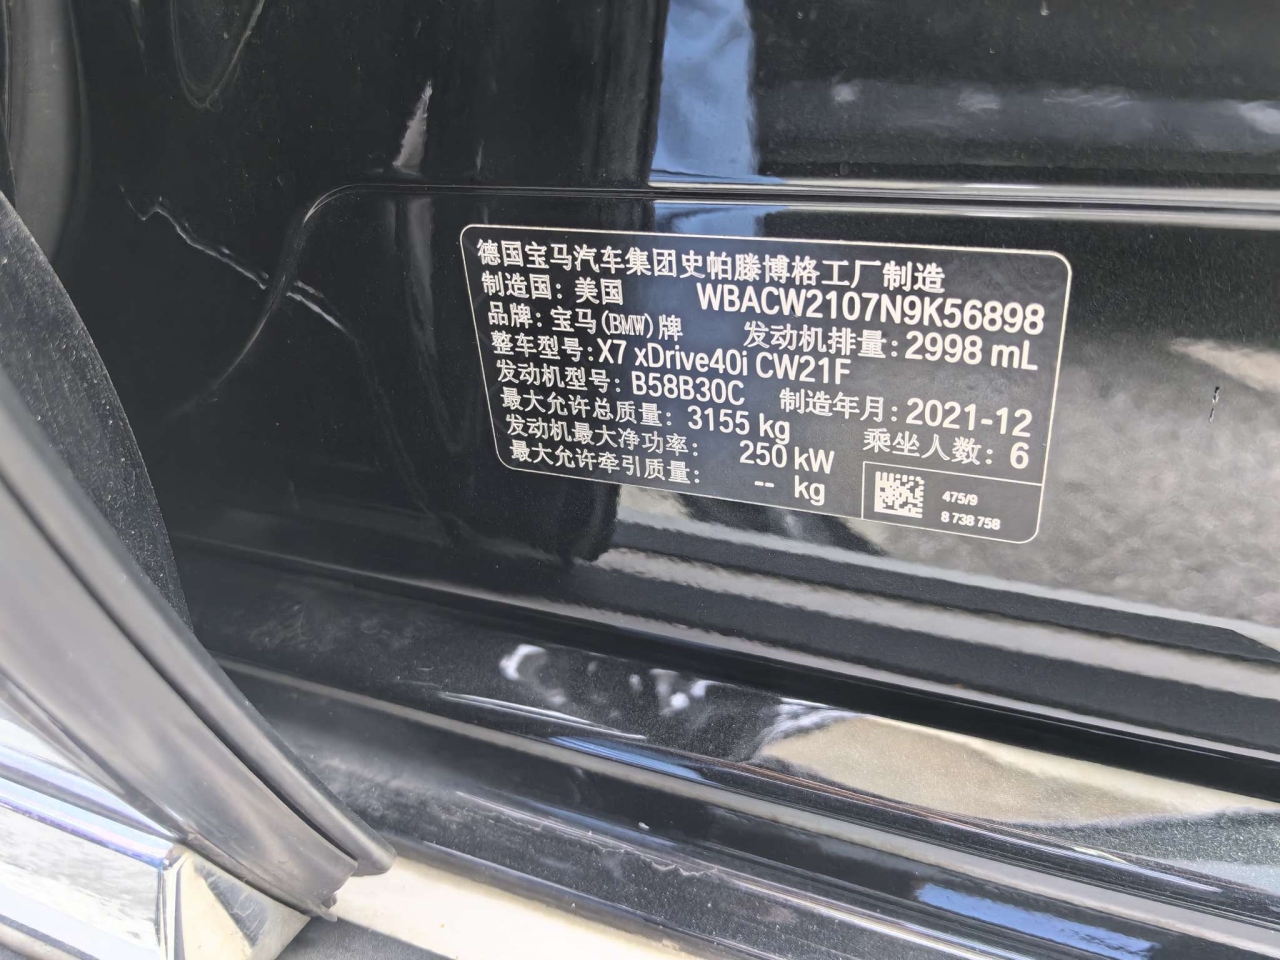 德国宝马汽车集团史帕滕博格工厂制造
制造国: 美国 WBACW2107N9K56898
品牌: 宝马(BMW)牌 发动机排量: 2998 mL
整车型号: X7 xDrive40i CW21F
发动机型号: B58B30C 制造年月: 2021-12
最大允许总质量: 3155 kg 乘坐人数: 6
发动机最大净功率: 250 kW
最大允许牵引质量: -- kg
475/9
8 738 758